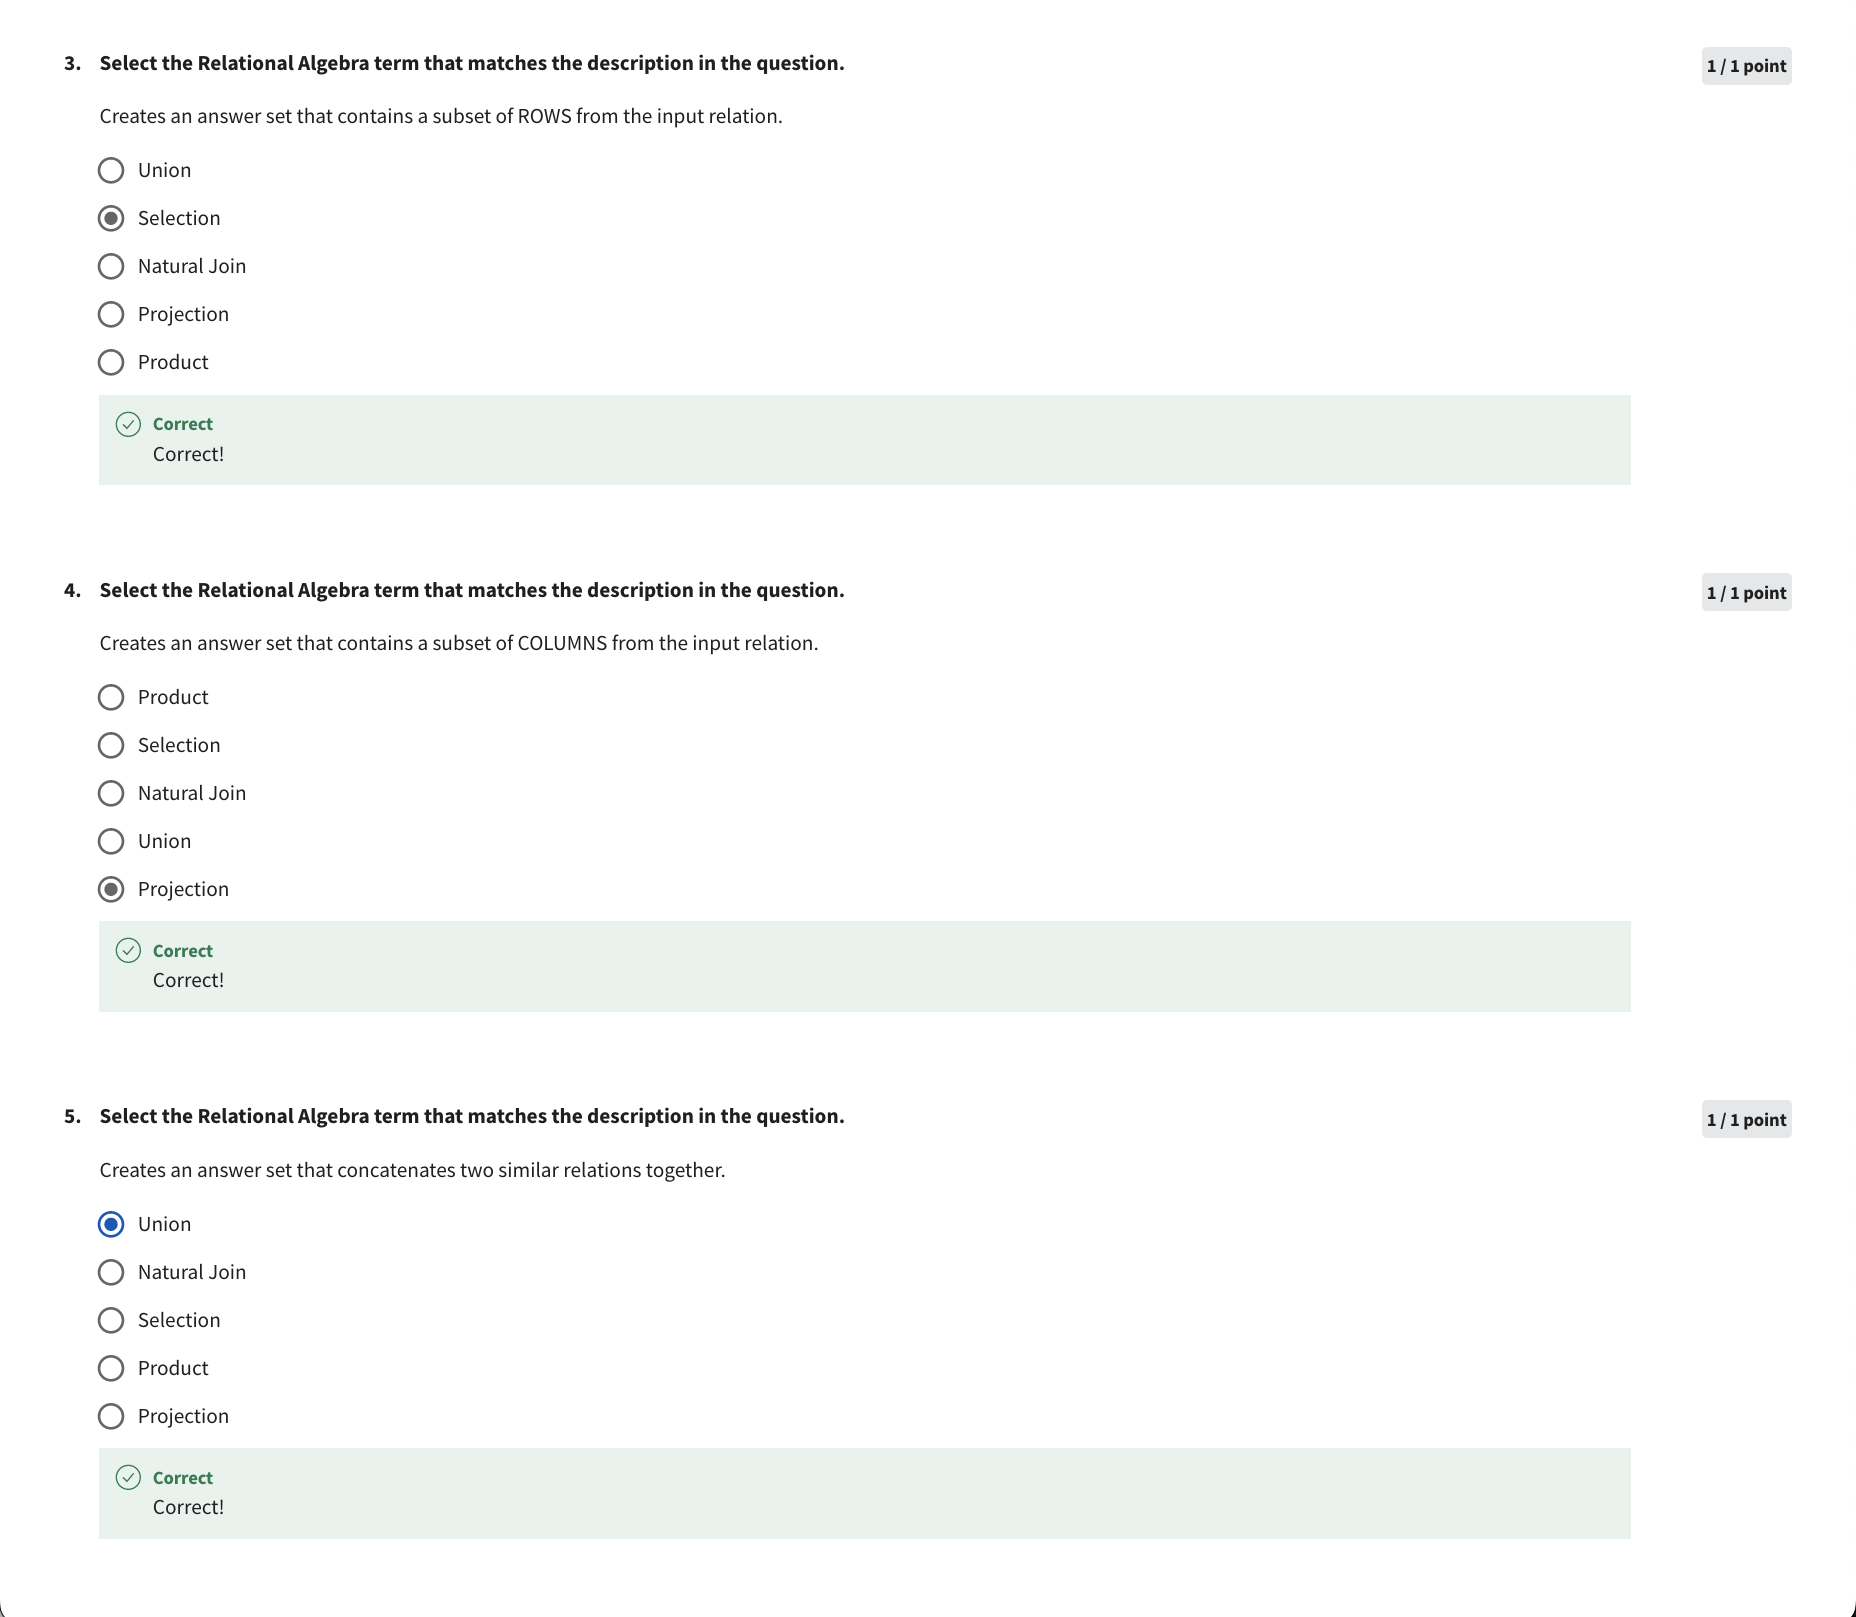 3. Select the Relational Algebra term that matches the description in the question.
1 / 1 point
Creates an answer set that contains a subset of ROWS from the input relation.
Union
Selection
Natural Join
Projection
Product
Correct
Correct!
4. Select the Relational Algebra term that matches the description in the question.
1 / 1 point
Creates an answer set that contains a subset of COLUMNS from the input relation.
Product
Selection
Natural Join
Union
Projection
Correct
Correct!
5. Select the Relational Algebra term that matches the description in the question.
1 / 1 point
Creates an answer set that concatenates two similar relations together.
Union
Natural Join
Selection
Product
Projection
Correct
Correct!